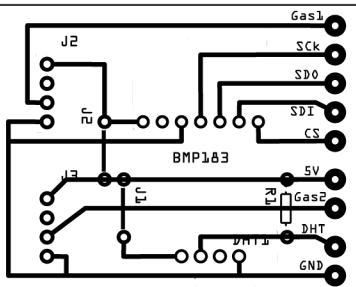 Gas1
J2
SCk
SDO
SDI
J2
CS
BMP183
5V
J3
J1
R1
Gas2
DHT
DHT1
GND